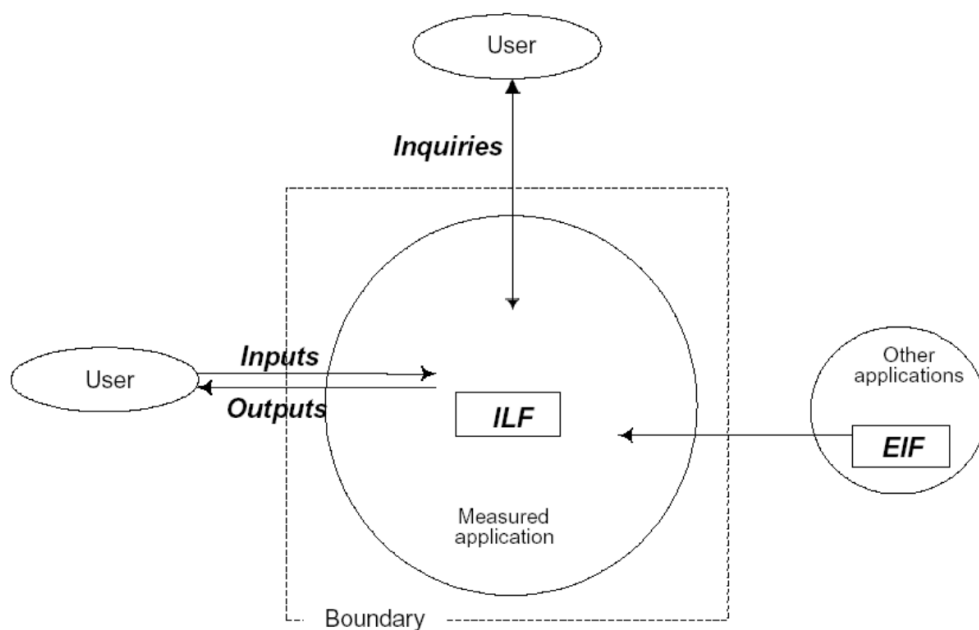 User
Inquiries
User
Inputs
Outputs
ILF
Measured
application
Other
applications
EIF
Boundary